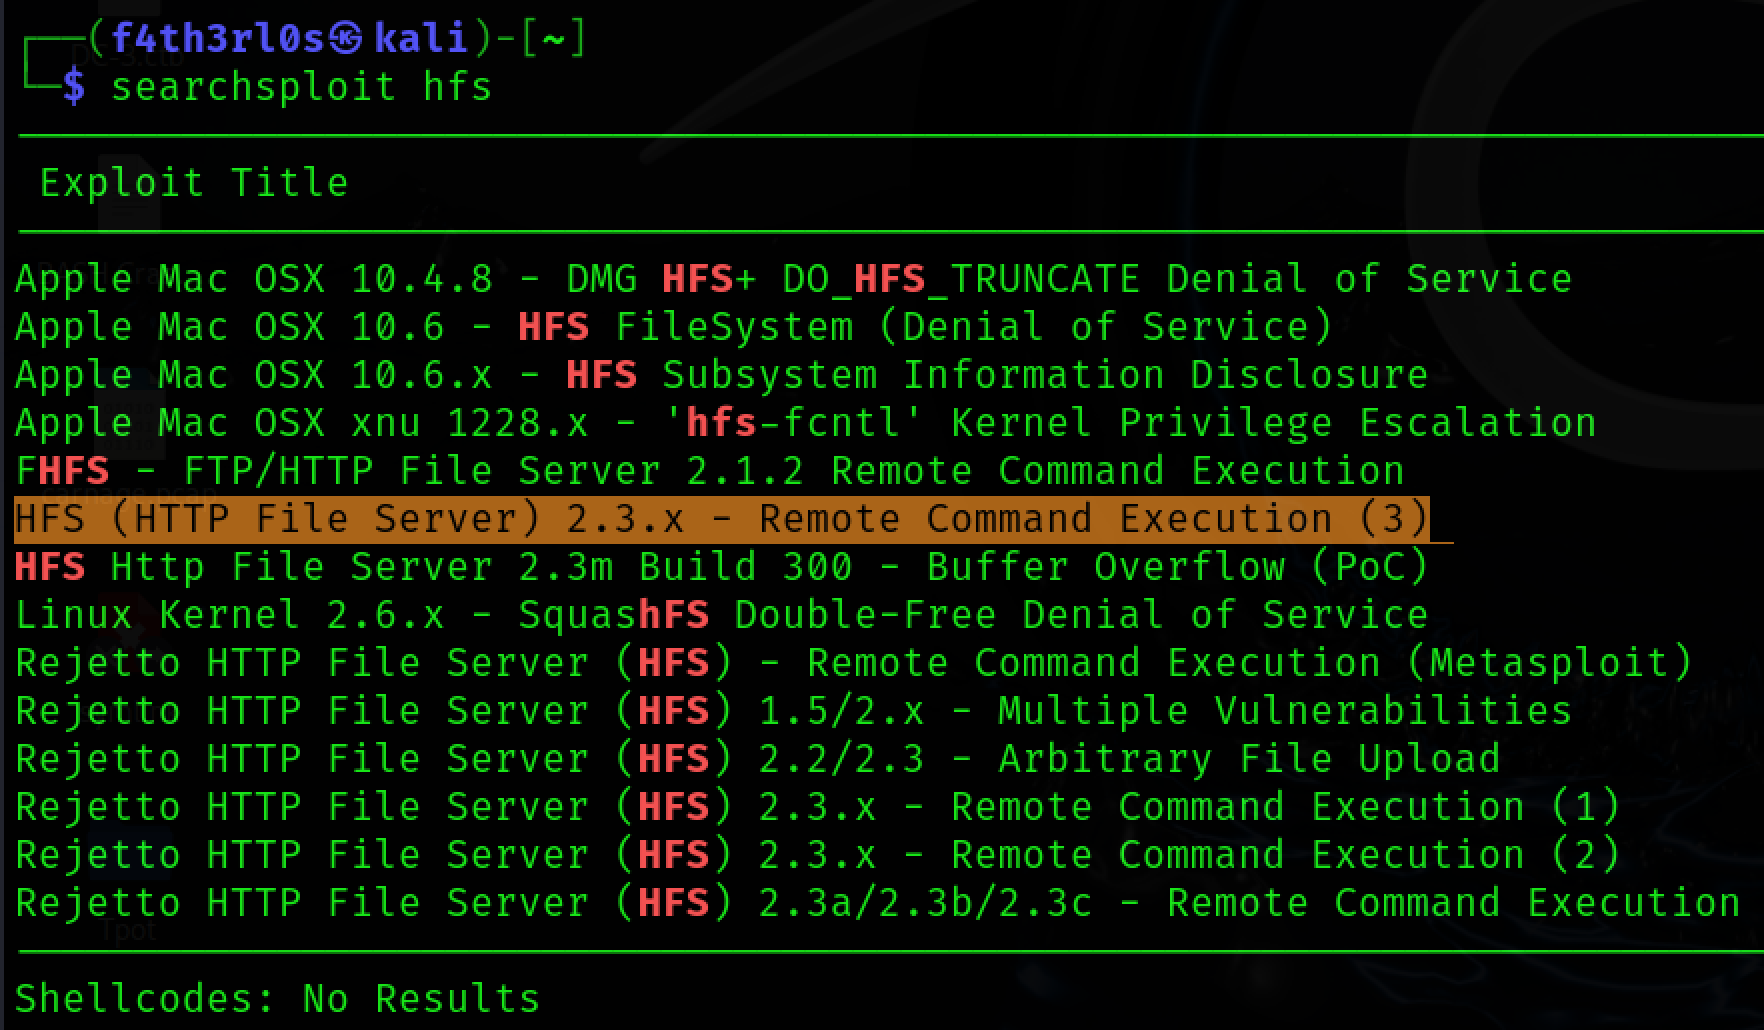 (f4th3rl0s㉿kali)-[~]
$ searchsploit hfs
Exploit Title
Apple Mac OSX 10.4.8 - DMG HFS+ DO_HFS_TRUNCATE Denial of Service
Apple Mac OSX 10.6 - HFS FileSystem (Denial of Service)
Apple Mac OSX 10.6.x - HFS Subsystem Information Disclosure
Apple Mac OSX xnu 1228.x - 'hfs-fcntl' Kernel Privilege Escalation
FHFS - FTP/HTTP File Server 2.1.2 Remote Command Execution
HFS (HTTP File Server) 2.3.x - Remote Command Execution (3)
HFS Http File Server 2.3m Build 300 - Buffer Overflow (PoC)
Linux Kernel 2.6.x - SquashFS Double-Free Denial of Service
Rejetto HTTP File Server (HFS) - Remote Command Execution (Metasploit)
Rejetto HTTP File Server (HFS) 1.5/2.x - Multiple Vulnerabilities
Rejetto HTTP File Server (HFS) 2.2/2.3 - Arbitrary File Upload
Rejetto HTTP File Server (HFS) 2.3.x - Remote Command Execution (1)
Rejetto HTTP File Server (HFS) 2.3.x - Remote Command Execution (2)
Rejetto HTTP File Server (HFS) 2.3a/2.3b/2.3c - Remote Command Execution
Tpot
Shellcodes: No Results